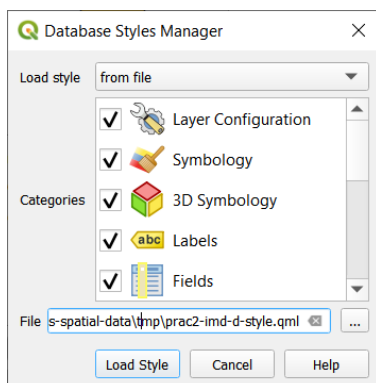 Database Styles Manager
Load style from file
Layer Configuration
Symbology
Categories 3D Symbology
abc Labels
Fields
File s-spatial-data\tmp\prac2-imd-d-style.qml ...
Load Style Cancel Help